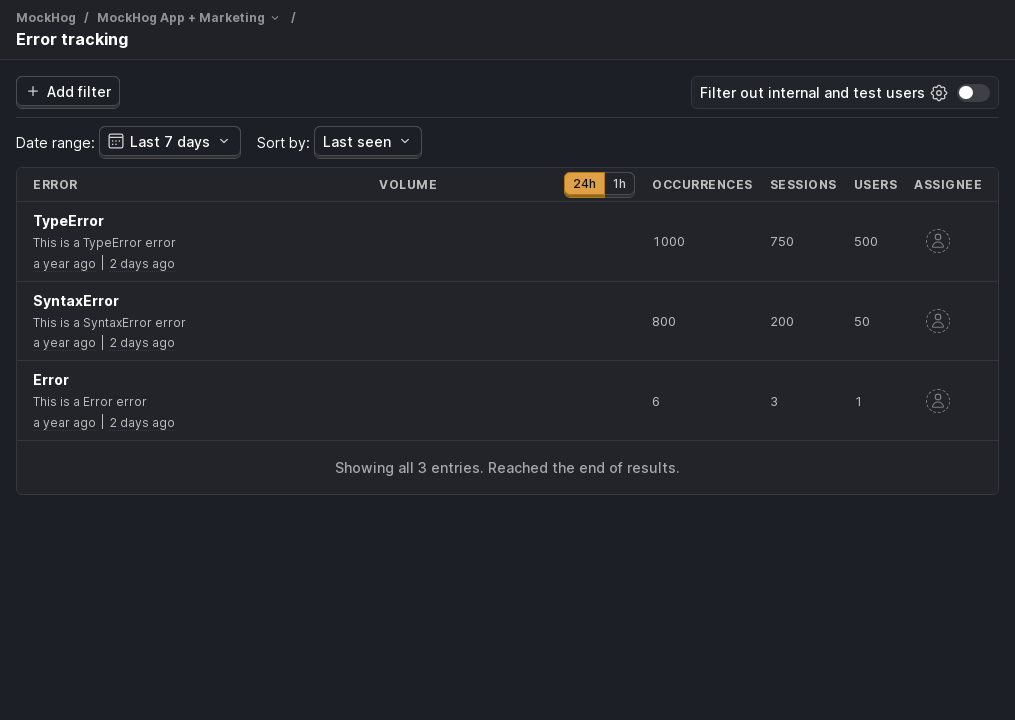 MockHog / MockHog App + Marketing /
Error tracking
Add filter
Filter out internal and test users
Date range: Last 7 days Sort by: Last seen
ERROR VOLUME 24h 1h OCCURRENCES SESSIONS USERS ASSIGNEE
TypeError
This is a TypeError error
a year ago | 2 days ago
1000 750 500
SyntaxError
This is a SyntaxError error
a year ago | 2 days ago
800 200 50
Error
This is a Error error
a year ago | 2 days ago
6 3 1
Showing all 3 entries. Reached the end of results.